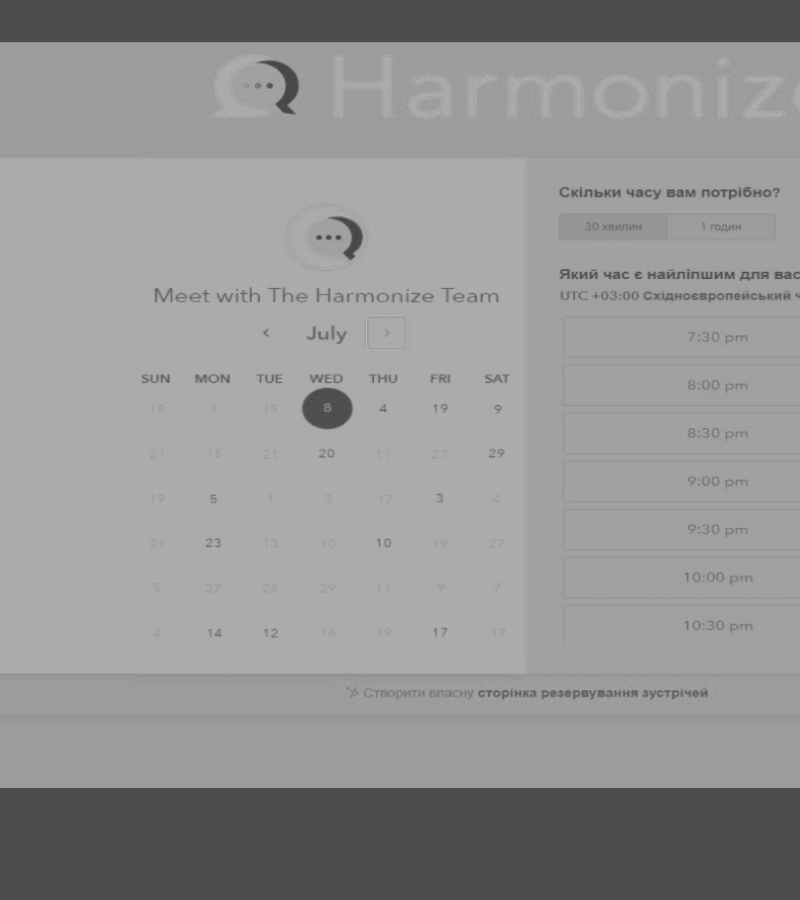 Harmonize
Meet with The Harmonize Team
July
SUN MON TUE WED THU FRI SAT
18 1 19 8 4 19 9
21 15 21 20 11 27 29
19 5 1 3 17 3 4
21 23 13 10 10 19 27
5 27 28 29 11 9 7
4 14 12 16 19 17 17
Скільки часу вам потрібно?
30 хвилин 1 годин
Який час є найліпшим для вас
UTC +03:00 Східноєвропейський ч
7:30 pm
8:00 pm
8:30 pm
9:00 pm
9:30 pm
10:00 pm
10:30 pm
Створити власну сторінка резервування зустрічей